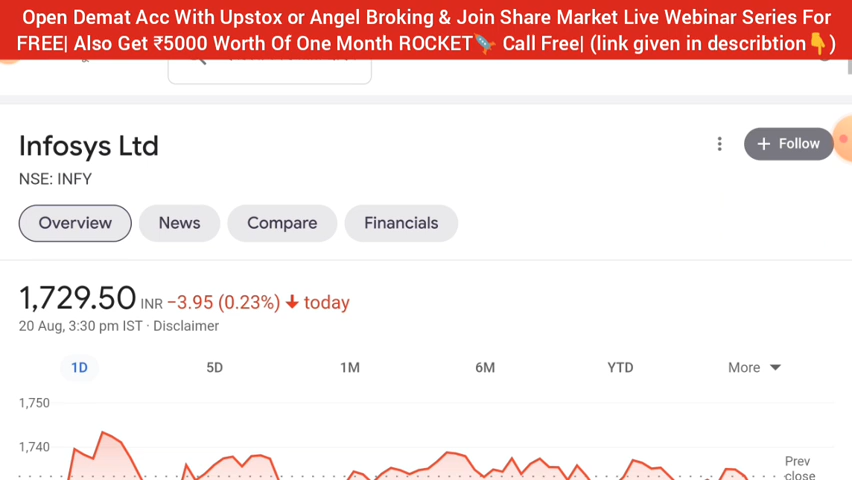 Open Demat Acc With Upstox or Angel Broking & Join Share Market Live Webinar Series For
FREE| Also Get ₹5000 Worth Of One Month ROCKET🚀 Call Free| (link given in describtion👇)
Infosys Ltd
+ Follow
NSE: INFY
Overview
News
Compare
Financials
1,729.50 INR −3.95 (0.23%) ↓ today
20 Aug, 3:30 pm IST · Disclaimer
1D
5D
1M
6M
YTD
More
1,750
1,740
Prev
close